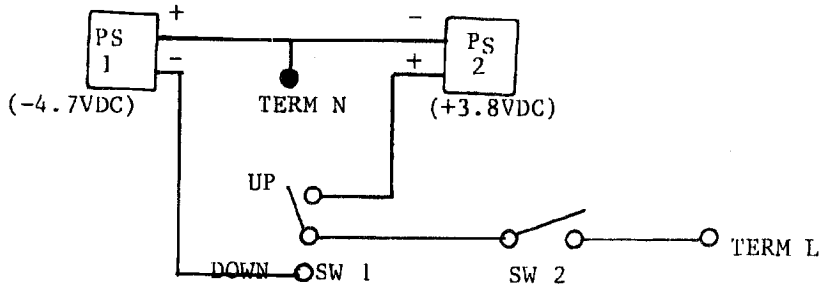 +
-
PS
1
-
PS
2
+
-
(-4.7VDC)
TERM N
(+3.8VDC)
UP
DOWN
SW 1
SW 2
TERM L